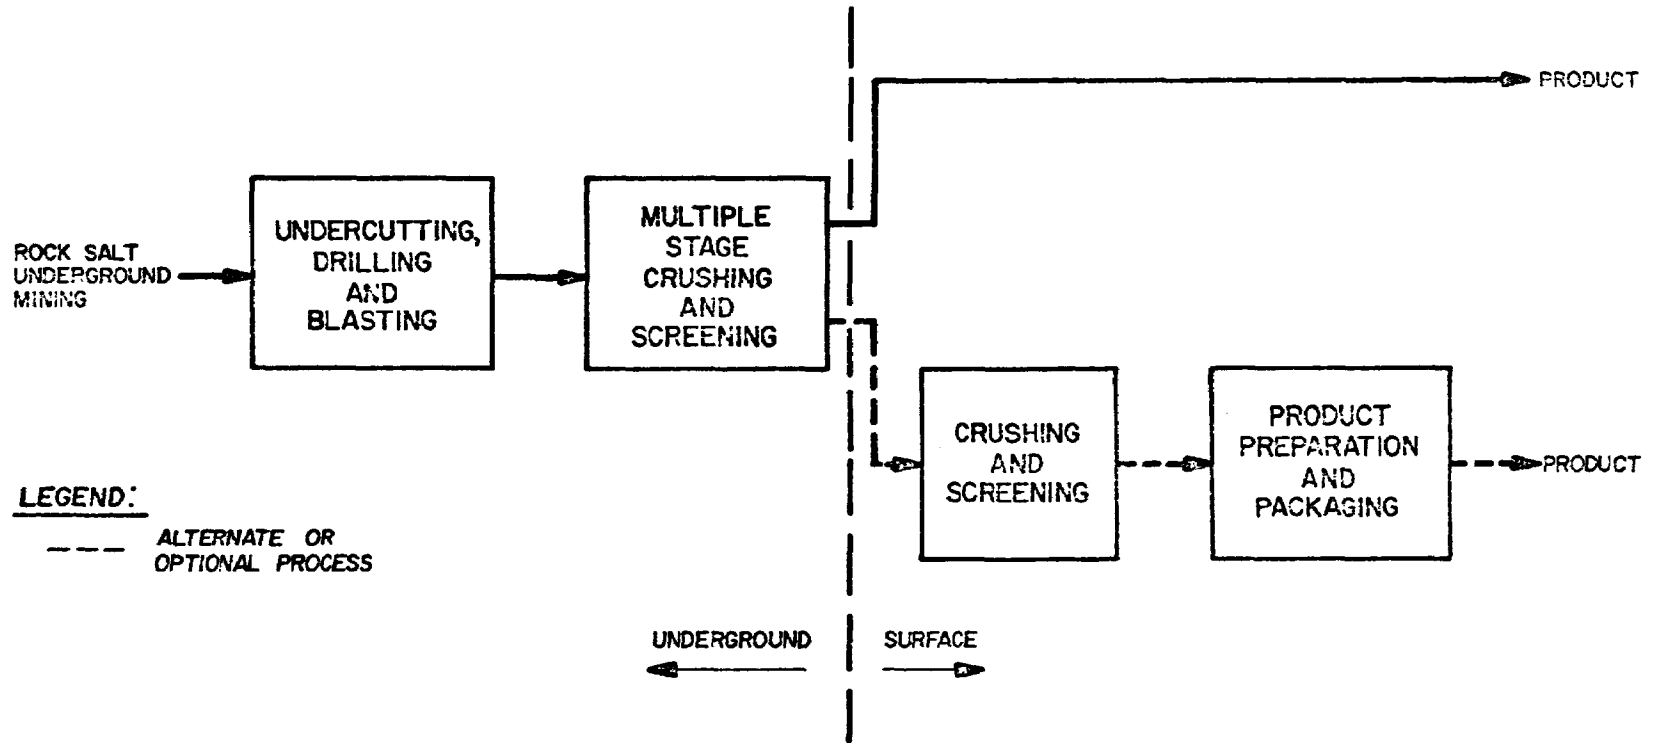 PRODUCT
ROCK SALT
UNDERGROUND
MINING
UNDERCUTTING,
DRILLING
AND
BLASTING
MULTIPLE
STAGE
CRUSHING
AND
SCREENING
CRUSHING
AND
SCREENING
PRODUCT
PREPARATION
AND
PACKAGING
PRODUCT
LEGEND:
ALTERNATE OR
OPTIONAL PROCESS
UNDERGROUND
SURFACE